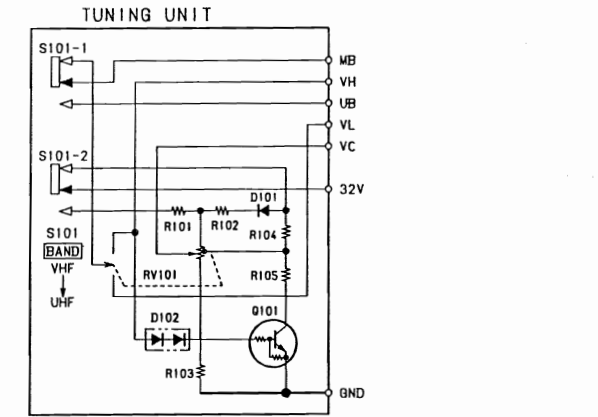 TUNING UNIT
S101-1
MB
VH
UB
VL
VC
S101-2
32V
D101
R101
R102
R104
S101
BAND
VHF
UHF
RV101
R105
D102
Q101
R103
GND